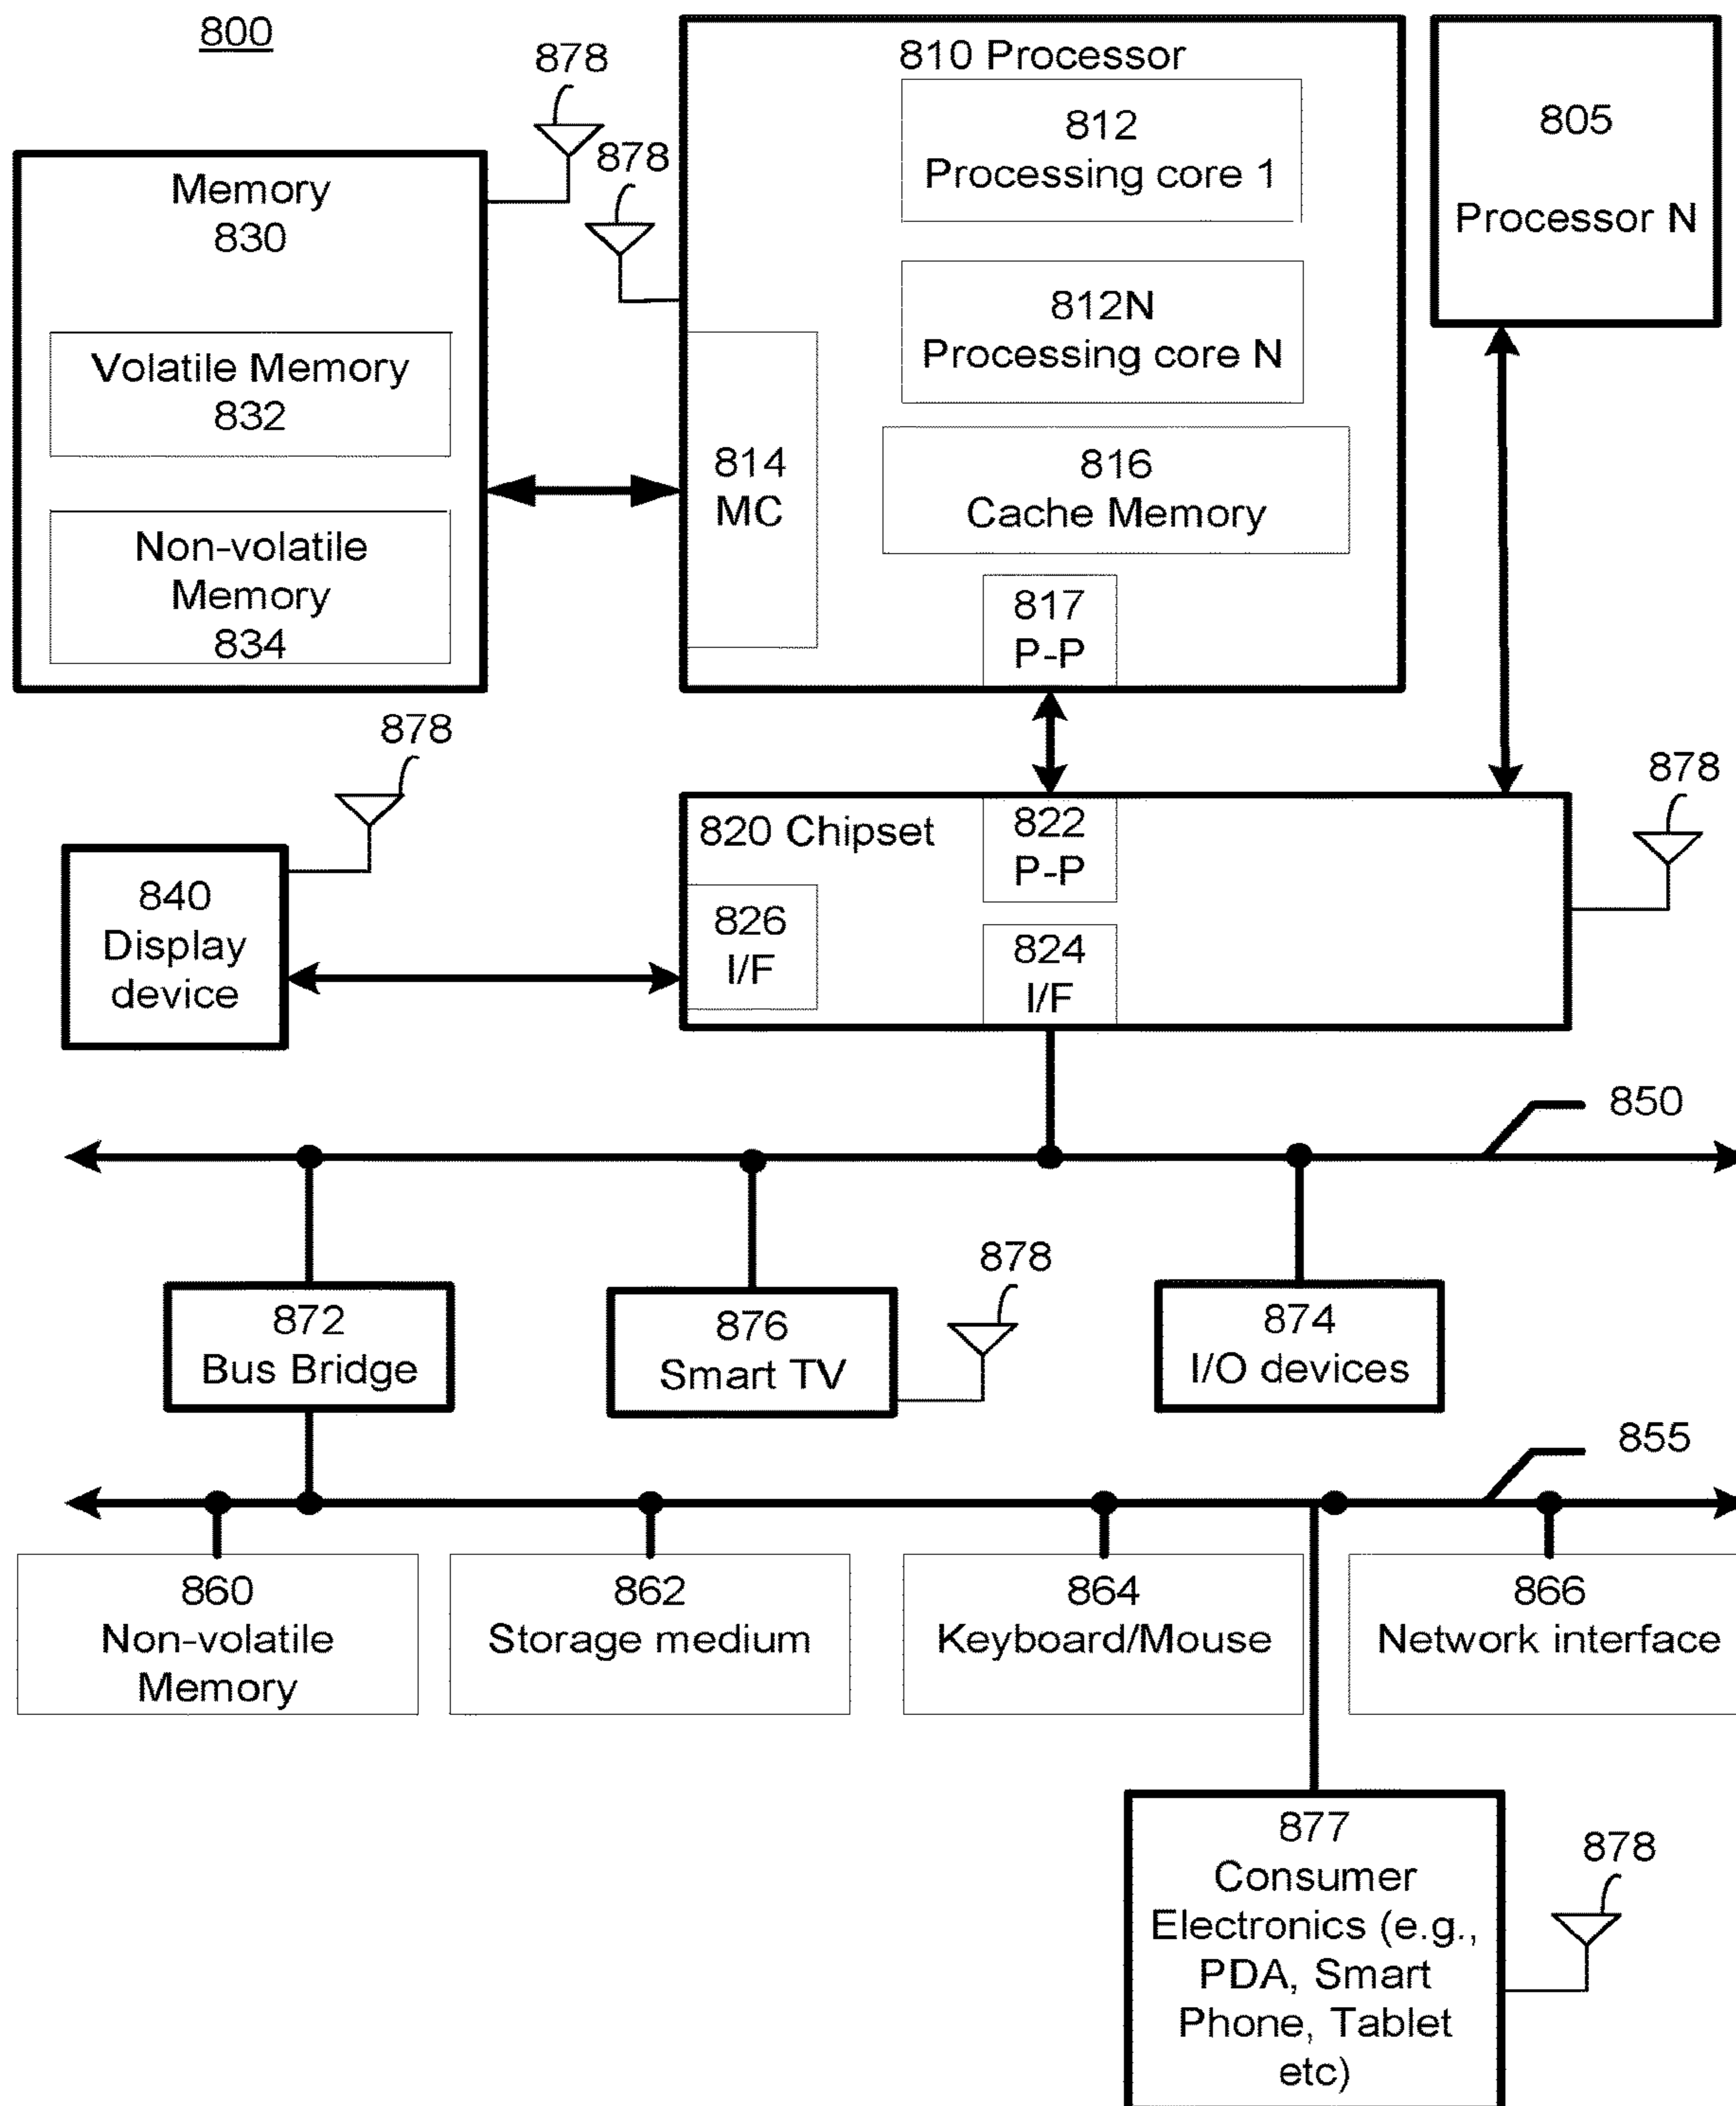 800
878
878
810 Processor
812
Processing core 1
812N
Processing core N
814
MC
816
Cache Memory
817
P-P
805
Processor N
Memory
830
Volatile Memory
832
Non-volatile
Memory
834
878
840
Display
device
820 Chipset
822
P-P
826
I/F
824
I/F
878
850
872
Bus Bridge
876
Smart TV
878
874
I/O devices
855
860
Non-volatile
Memory
862
Storage medium
864
Keyboard/Mouse
866
Network interface
877
Consumer
Electronics (e.g.,
PDA, Smart
Phone, Tablet
etc)
878